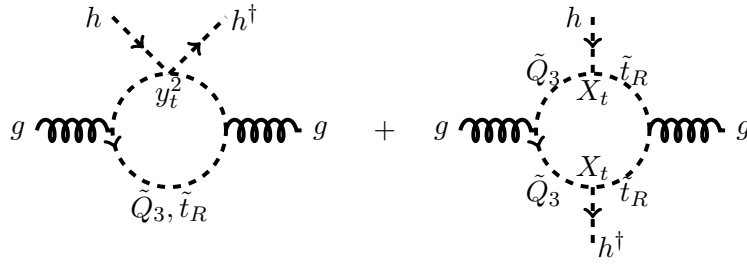 h h† h
y_t^2 Q̃_3 X_t t̃_R
g g + g g
Q̃_3, t̃_R Q̃_3 X_t t̃_R
h†